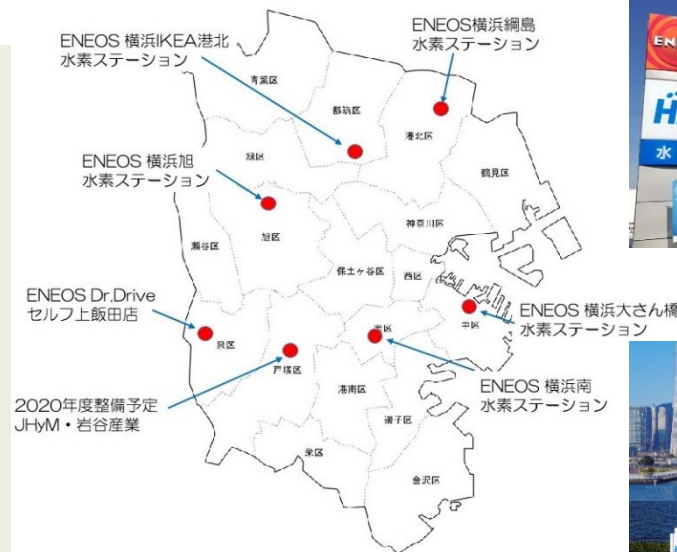 ENEOS 横浜IKEA港北
水素ステーション
ENEOS横浜綱島
水素ステーション
青葉区
都筑区
港北区
緑区
鶴見区
ENEOS 横浜旭
水素ステーション
神奈川区
旭区
瀬谷区
保土ヶ谷区
西区
ENEOS Dr.Drive
セルフ上飯田店
ENEOS 横浜大さん橋
水素ステーション
中区
泉区
戸塚区
港南区
ENEOS 横浜南
水素ステーション
2020年度整備予定
JHyM・岩谷産業
磯子区
栄区
金沢区
EN
水